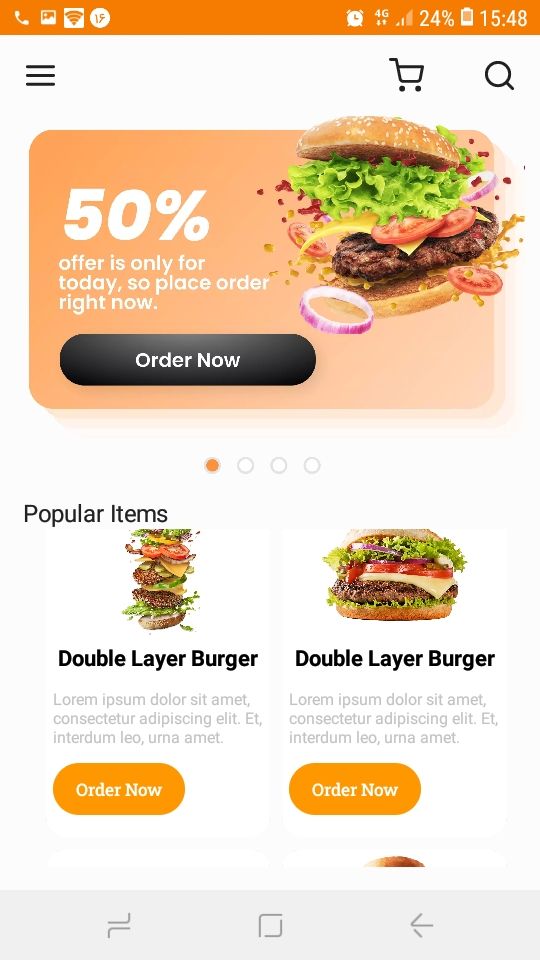 ۱۶ 4G 24% 15:48
50%
offer is only for
today, so place order
right now.
Order Now
Popular Items
Double Layer Burger
Lorem ipsum dolor sit amet,
consectetur adipiscing elit. Et,
interdum leo, urna amet.
Order Now
Double Layer Burger
Lorem ipsum dolor sit amet,
consectetur adipiscing elit. Et,
interdum leo, urna amet.
Order Now